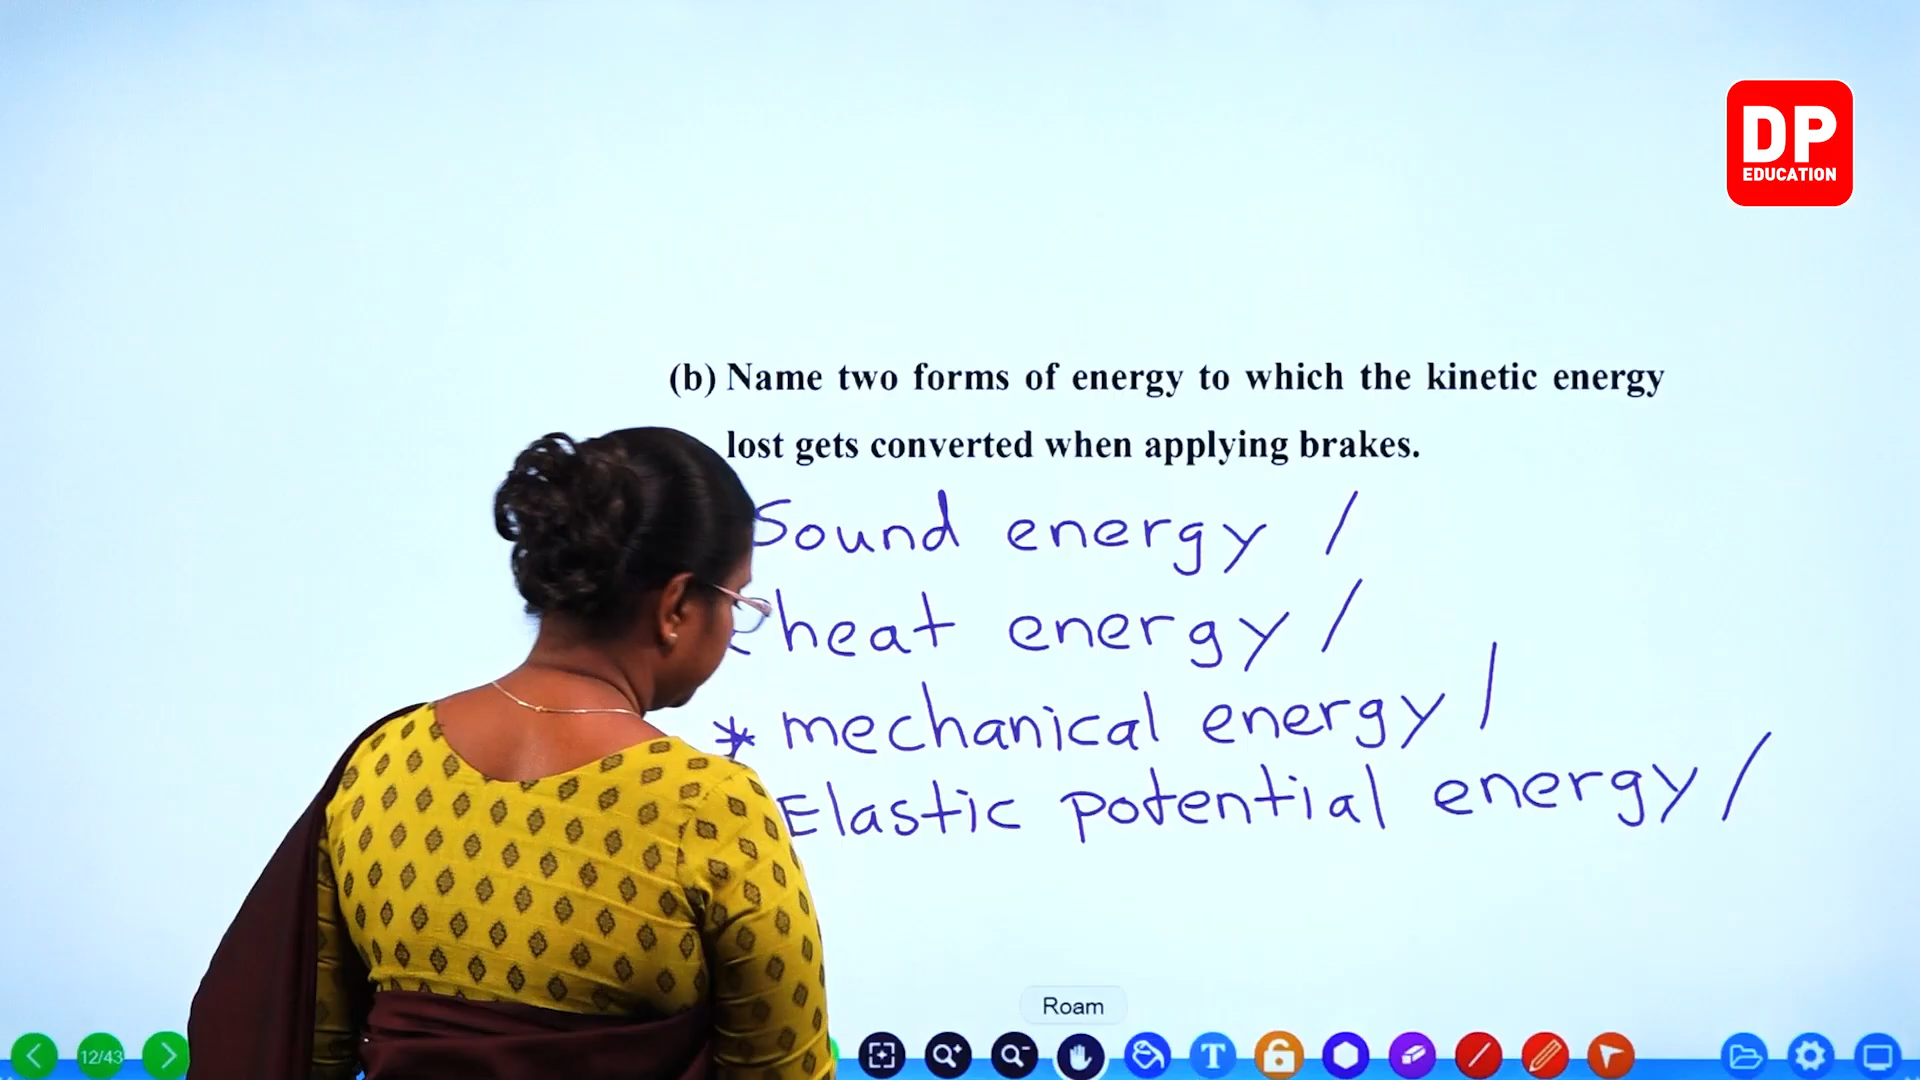 DP
EDUCATION
(b) Name two forms of energy to which the kinetic energy
lost gets converted when applying brakes.
Sound energy /
heat energy /
* mechanical energy /
Elastic potential energy /
Roam
12/43
T